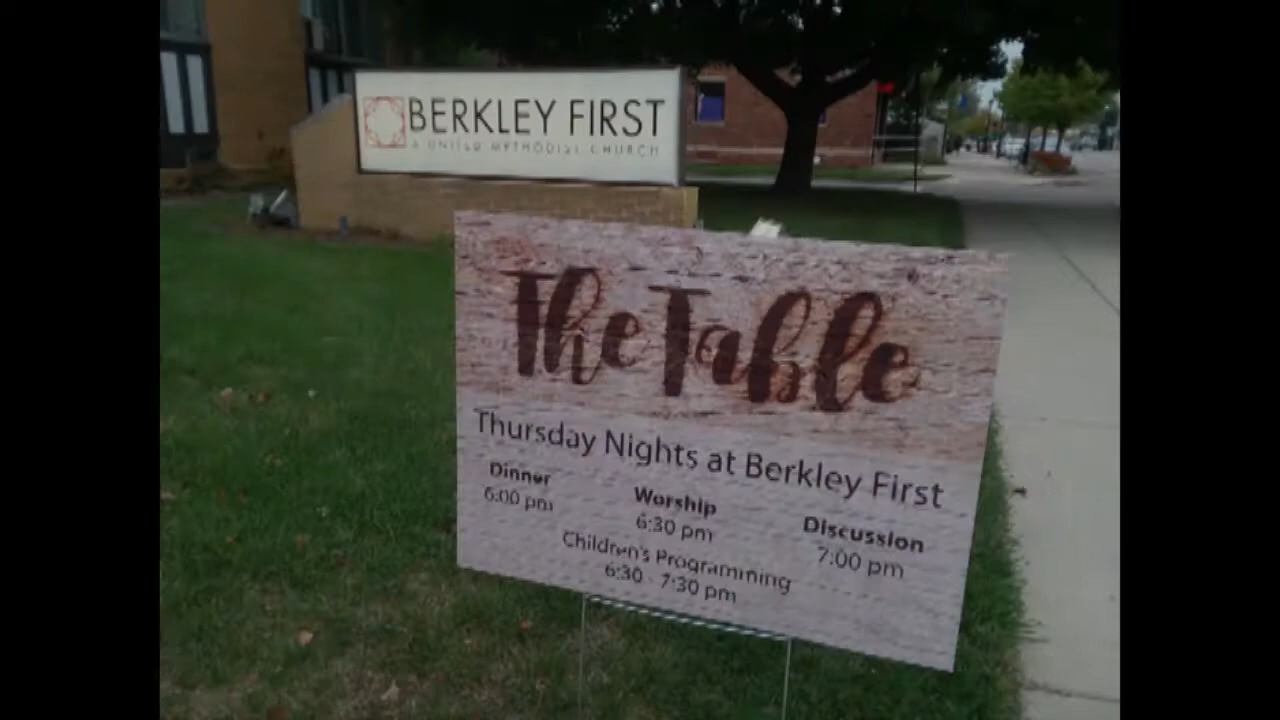 BERKLEY FIRST
A UNITED METHODIST CHURCH
The Table
Thursday Nights at Berkley First
Dinner Worship Discussion
6:00 pm 6:30 pm 7:00 pm
Children's Programming
6:30 - 7:30 pm